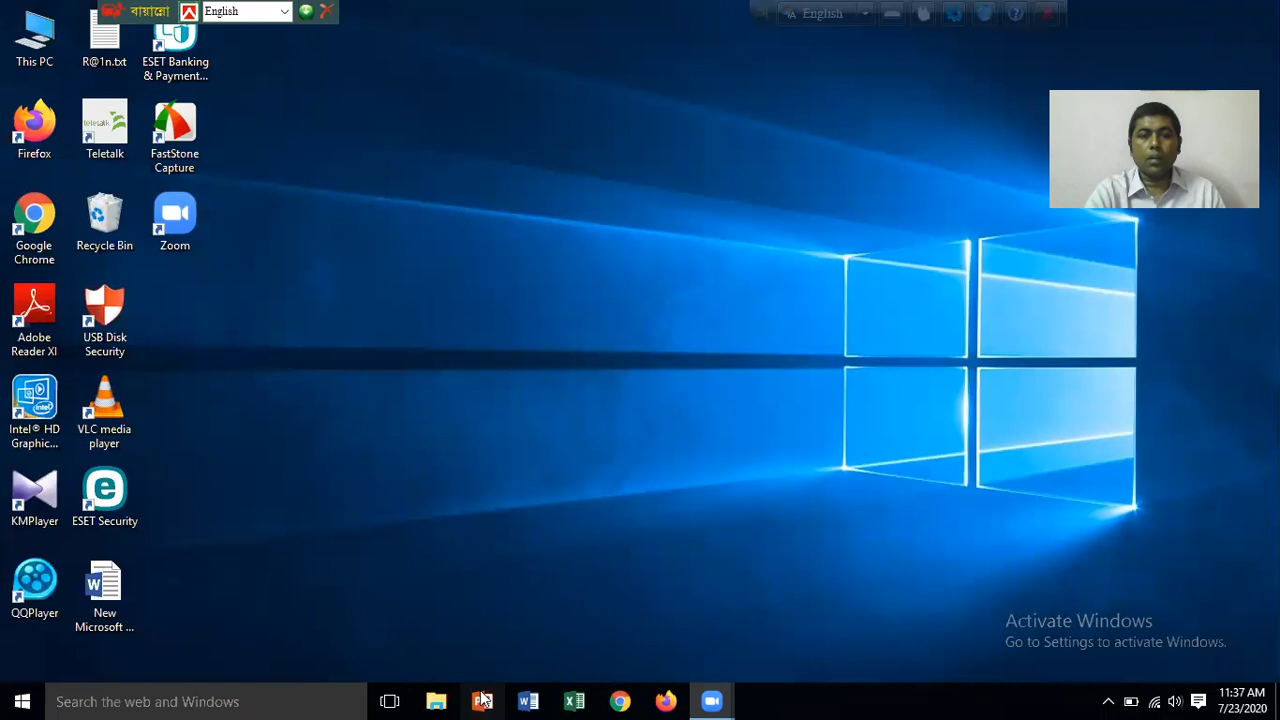 বায়ান্নো English
English
This PC
R@1n.txt
ESET Banking
& Payment...
Firefox
teletalk
Teletalk
FastStone
Capture
Google
Chrome
Recycle Bin
Zoom
Adobe
Reader XI
USB Disk
Security
intel
Intel® HD
Graphic...
VLC media
player
KMPlayer
ESET Security
QQPlayer
New
Microsoft ...
Activate Windows
Go to Settings to activate Windows.
Search the web and Windows
11:37 AM
7/23/2020